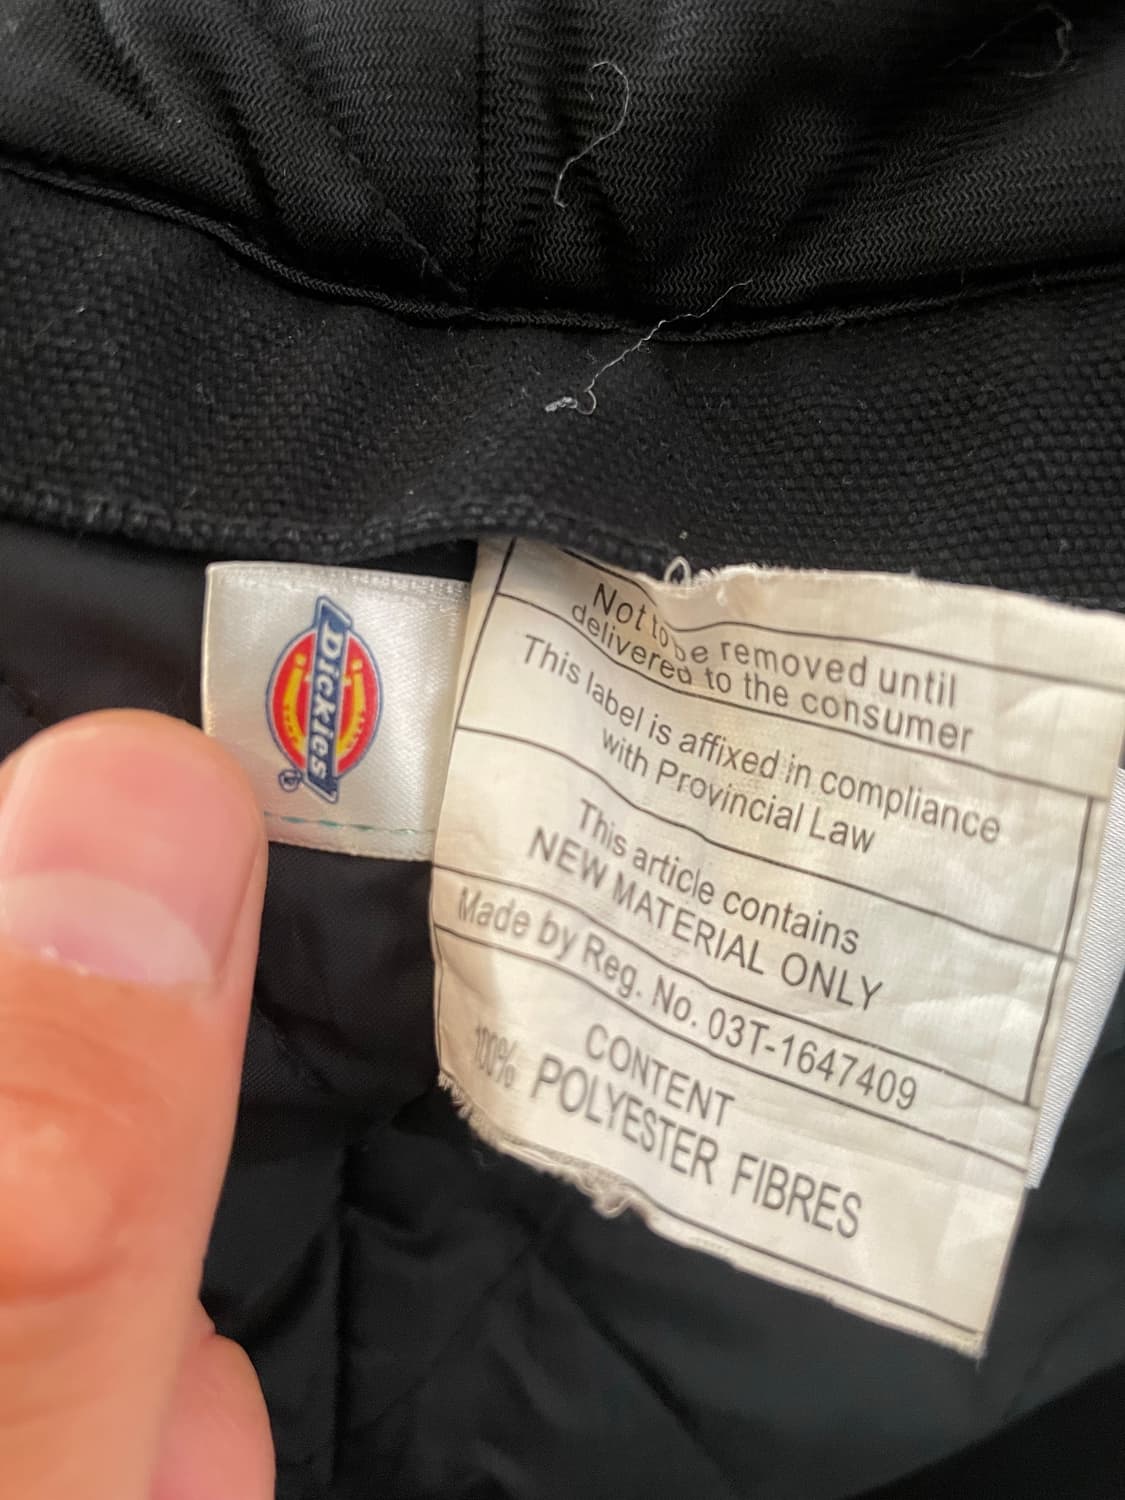 Dickies®
Not to be removed until
delivered to the consumer
This label is affixed in compliance
with Provincial Law
This article contains
NEW MATERIAL ONLY
Made by Reg. No. 03T-1647409
CONTENT
100% POLYESTER FIBRES